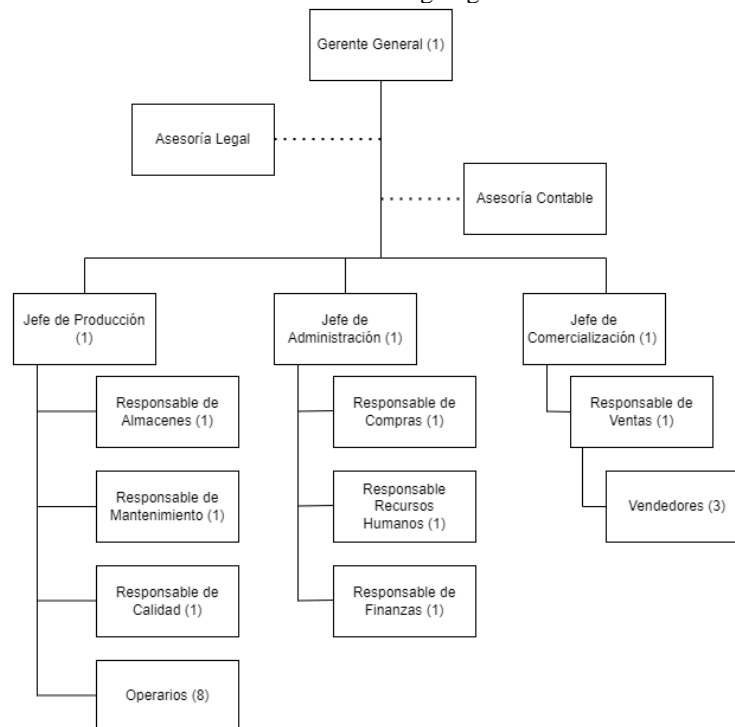 Gerente General (1)
Asesoría Legal
Asesoría Contable
Jefe de Producción
(1)
Jefe de
Administración (1)
Jefe de
Comercialización (1)
Responsable de
Almacenes (1)
Responsable de
Mantenimiento (1)
Responsable de
Calidad (1)
Operarios (8)
Responsable de
Compras (1)
Responsable
Recursos
Humanos (1)
Responsable de
Finanzas (1)
Responsable de
Ventas (1)
Vendedores (3)